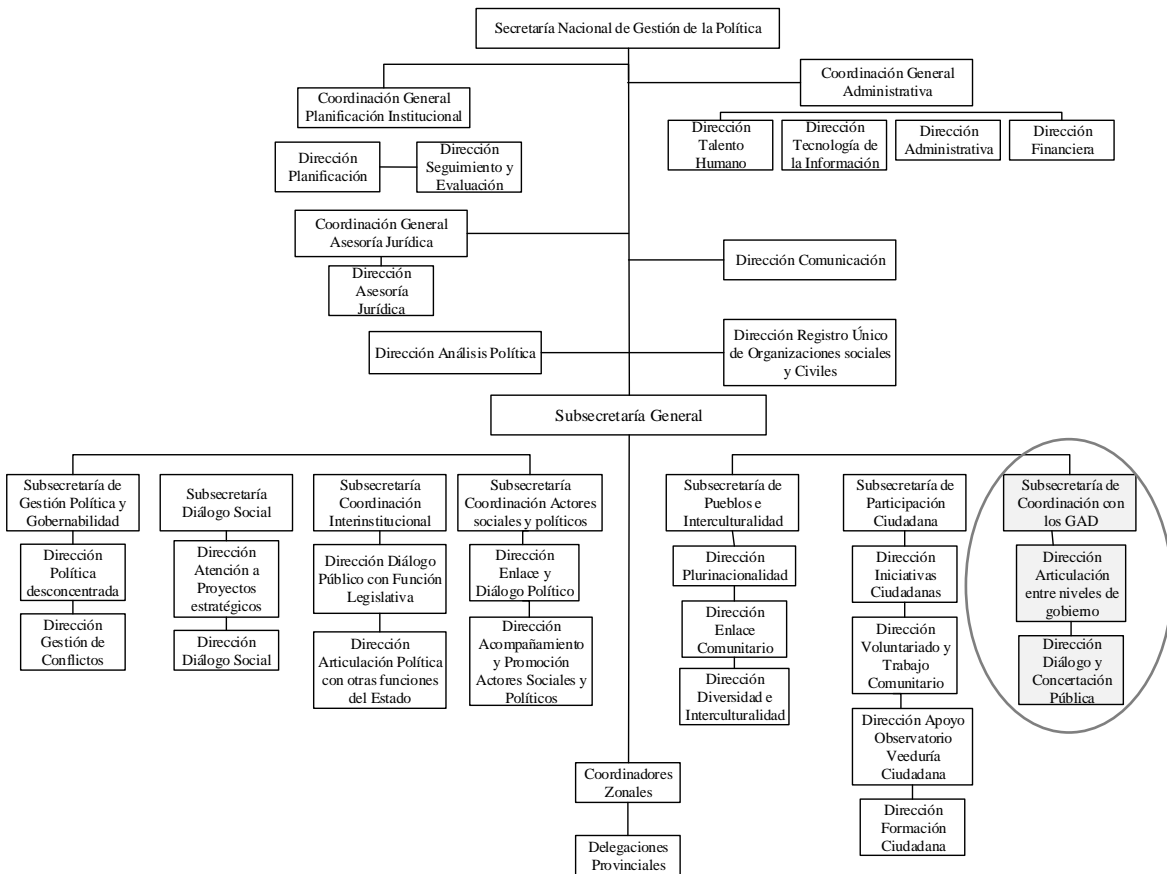 Secretaría Nacional de Gestión de la Política
Coordinación General
Planificación Institucional
Coordinación General
Administrativa
Dirección
Talento
Humano
Dirección
Tecnología de
la Información
Dirección
Administrativa
Dirección
Financiera
Dirección
Planificación
Dirección
Seguimiento y
Evaluación
Coordinación General
Asesoría Jurídica
Dirección
Asesoría
Jurídica
Dirección Comunicación
Dirección Análisis Política
Dirección Registro Único
de Organizaciones sociales
y Civiles
Subsecretaría General
Subsecretaría de
Gestión Política y
Gobernabilidad
Dirección
Política
desconcentrada
Dirección
Gestión de
Conflictos
Subsecretaría
Diálogo Social
Dirección
Atención a
Proyectos
estratégicos
Dirección
Diálogo Social
Subsecretaría
Coordinación
Interinstitucional
Dirección Diálogo
Público con Función
Legislativa
Dirección
Articulación Política
con otras funciones
del Estado
Subsecretaría
Coordinación Actores
sociales y políticos
Dirección
Enlace y
Diálogo Político
Dirección
Acompañamiento
y Promoción
Actores Sociales y
Políticos
Subsecretaría de
Pueblos e
Interculturalidad
Dirección
Plurinacionalidad
Dirección
Enlace
Comunitario
Dirección
Diversidad e
Interculturalidad
Subsecretaría de
Participación
Ciudadana
Dirección
Iniciativas
Ciudadanas
Dirección
Voluntariado y
Trabajo
Comunitario
Dirección Apoyo
Observatorio
Veeduría
Ciudadana
Dirección
Formación
Ciudadana
Subsecretaría de
Coordinación con
los GAD
Dirección
Articulación
entre niveles de
gobierno
Dirección
Diálogo y
Concertación
Pública
Coordinadores
Zonales
Delegaciones
Provinciales